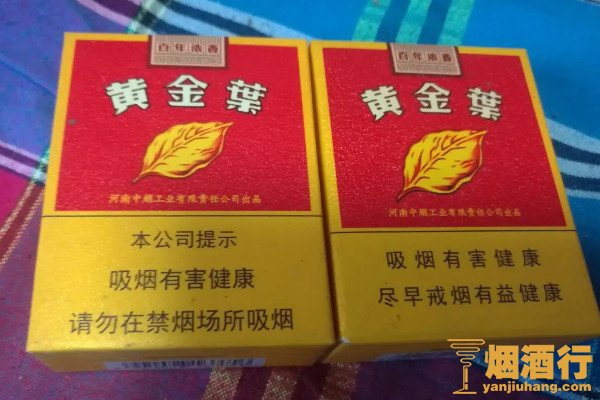 百年浓香
黄金葉
河南中烟工业有限责任公司出品
本公司提示
吸烟有害健康
请勿在禁烟场所吸烟
百年浓香
黄金葉
河南中烟工业有限责任公司出品
吸烟有害健康
尽早戒烟有益健康
烟酒行
yanjiuhang.com